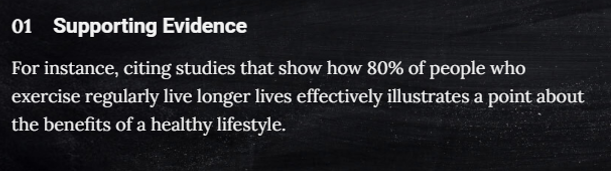 01 Supporting Evidence
For instance, citing studies that show how 80% of people who
exercise regularly live longer lives effectively illustrates a point about
the benefits of a healthy lifestyle.